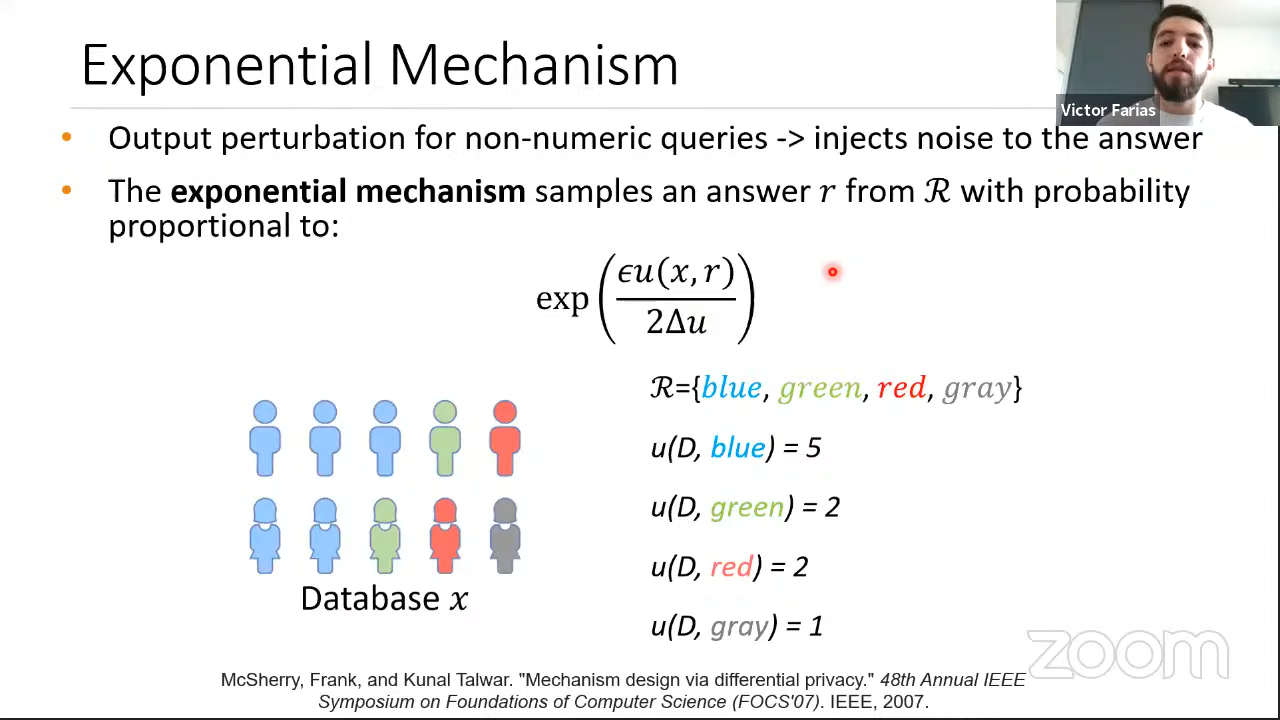 Exponential Mechanism
Victor Farias
• Output perturbation for non-numeric queries -> injects noise to the answer
• The exponential mechanism samples an answer 𝑟 from ℛ with probability
proportional to:
exp(ϵu(x, r) / 2Δu)
ℛ={blue, green, red, gray}
u(D, blue) = 5
u(D, green) = 2
u(D, red) = 2
u(D, gray) = 1
Database x
zoom
McSherry, Frank, and Kunal Talwar. "Mechanism design via differential privacy." 48th Annual IEEE
Symposium on Foundations of Computer Science (FOCS'07). IEEE, 2007.